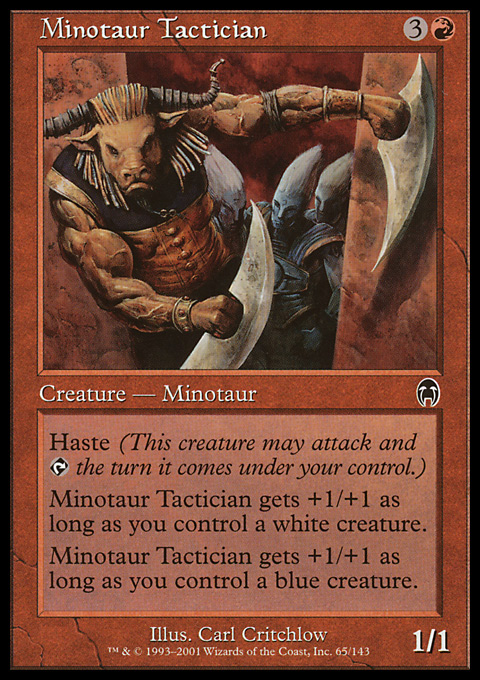 Minotaur Tactician 3
Creature — Minotaur
Haste (This creature may attack and
the turn it comes under your control.)
Minotaur Tactician gets +1/+1 as
long as you control a white creature.
Minotaur Tactician gets +1/+1 as
long as you control a blue creature.
Illus. Carl Critchlow
™ & © 1993–2001 Wizards of the Coast, Inc. 65/143
1/1